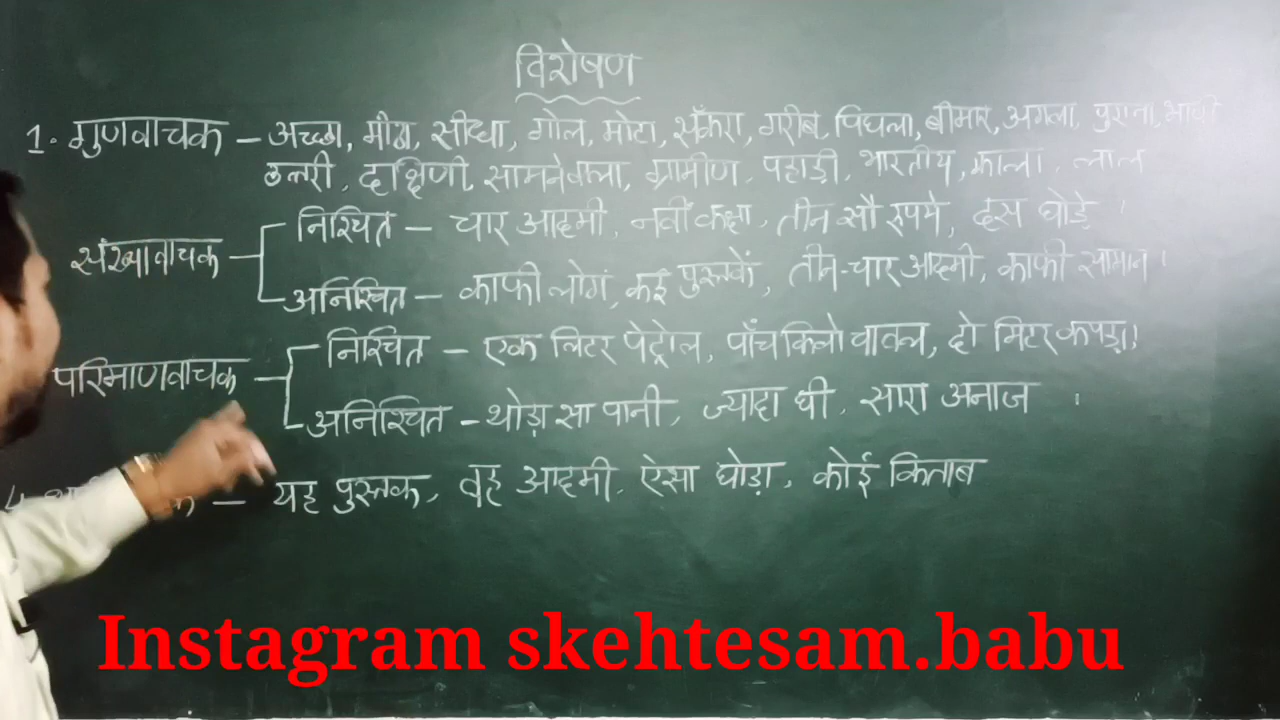 विशेषण
1. गुणवाचक – अच्छा, मीठा, सीधा, गोल, मोटा, सँकरा, गरीब, पिघला, बीमार, अगला, पुराना,
दक्षिणी, सामनेवाला, ग्रामीण, पहाड़ी, भारतीय, काला, लाल
निश्चित – चार आदमी, नवीं कक्षा, तीन सौ रुपये, दस घोड़े ।
संख्यावाचक
अनिश्चित – काफी लोग, कई पुस्तकें, तीन-चार आदमी, काफी सामान ।
निश्चित – एक लिटर पेट्रोल, पाँच किलो चावल, दो मिटर कपड़ा ।
परिमाणवाचक
अनिश्चित – थोड़ा सा पानी, ज्यादा घी, सारा अनाज ।
4. – यह पुस्तक, वह आदमी, ऐसा घोड़ा, कोई किताब
Instagram skehtesam.babu